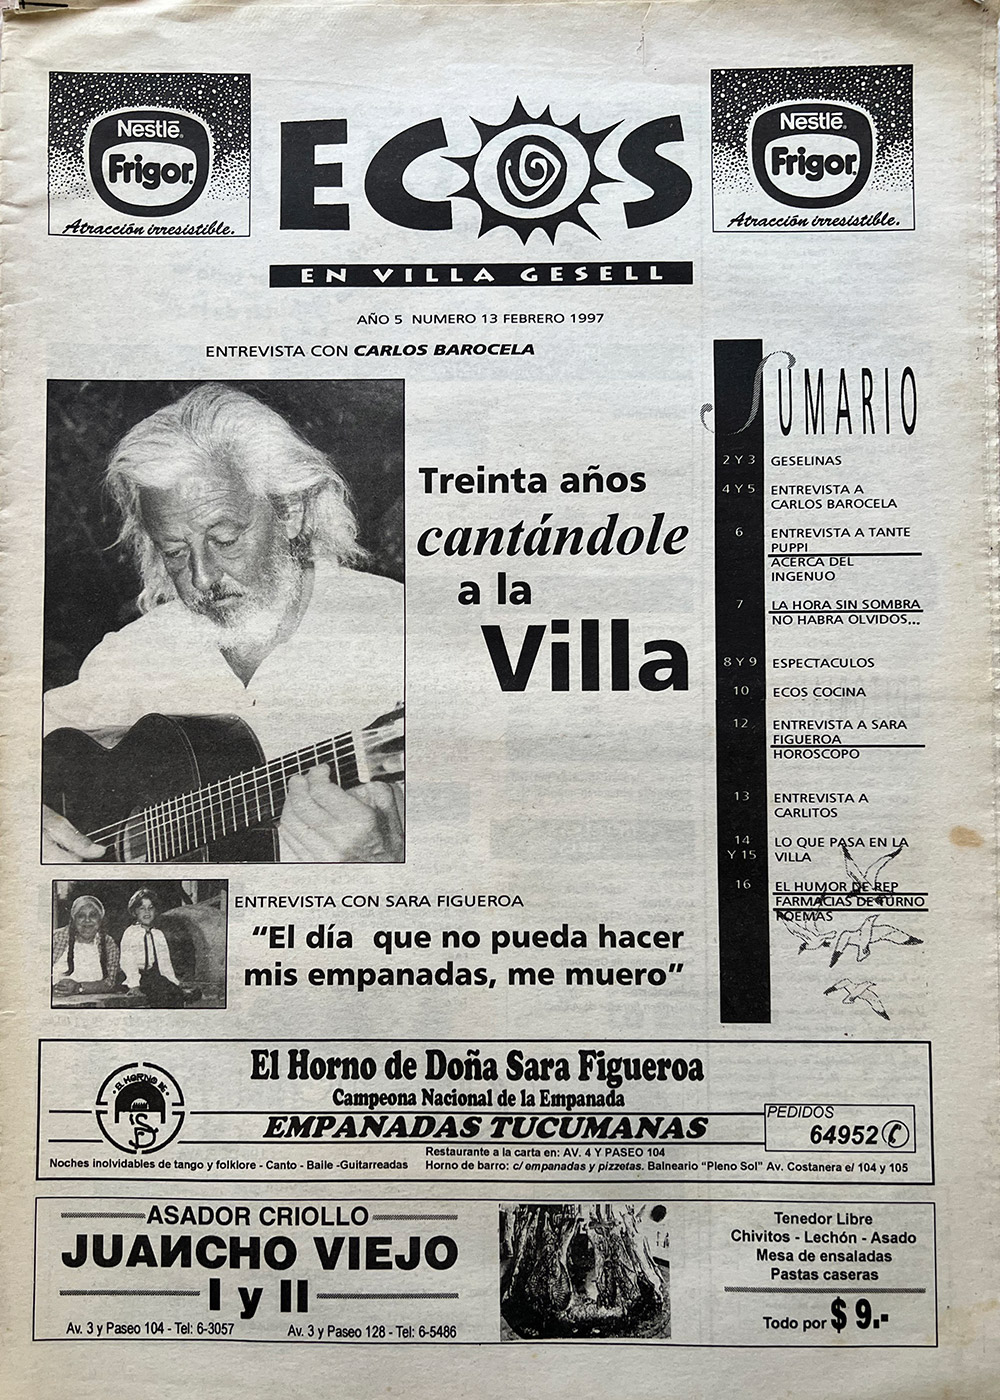 Nestlé
Frigor.
Atracción irresistible.
ECOS
EN VILLA GESELL
Nestlé
Frigor.
Atracción irresistible.
AÑO 5 NUMERO 13 FEBRERO 1997
ENTREVISTA CON CARLOS BAROCELA
Treinta años
cantándole
a la
Villa
SUMARIO
2 Y 3 GESELINAS
4 Y 5 ENTREVISTA A
CARLOS BAROCELA
6 ENTREVISTA A TANTE
PUPPI
ACERCA DEL
INGENUO
7 LA HORA SIN SOMBRA
NO HABRA OLVIDOS...
8 Y 9 ESPECTACULOS
10 ECOS COCINA
12 ENTREVISTA A SARA
FIGUEROA
HOROSCOPO
13 ENTREVISTA A
CARLITOS
14 LO QUE PASA EN LA
Y 15 VILLA
16 EL HUMOR DE REP
FARMACIAS DE TURNO
POEMAS
ENTREVISTA CON SARA FIGUEROA
“El día que no pueda hacer
mis empanadas, me muero”
EL HORNO DE
El Horno de Doña Sara Figueroa
Campeona Nacional de la Empanada
EMPANADAS TUCUMANAS
PEDIDOS
64952
Restaurante a la carta en: AV. 4 Y PASEO 104
Noches inolvidables de tango y folklore - Canto - Baile -Guitarreadas
Horno de barro: c/ empanadas y pizzetas. Balneario “Pleno Sol” Av. Costanera e/ 104 y 105
ASADOR CRIOLLO
JUANCHO VIEJO
I y II
Av. 3 y Paseo 104 - Tel: 6-3057
Av. 3 y Paseo 128 - Tel: 6-5486
Tenedor Libre
Chivitos - Lechón - Asado
Mesa de ensaladas
Pastas caseras
Todo por $ 9.-